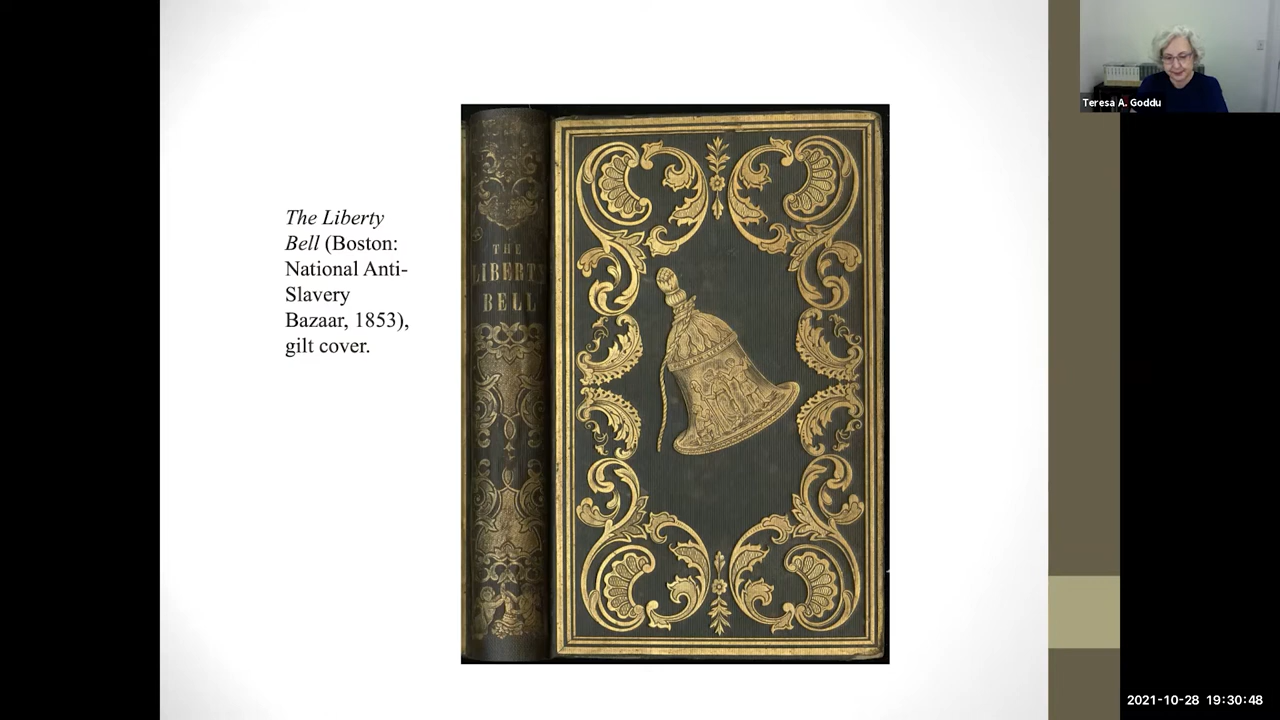 The Liberty
Bell (Boston:
National Anti-
Slavery
Bazaar, 1853),
gilt cover.
THE
LIBERTY
BELL
Teresa A. Goddu
2021-10-28 19:30:48